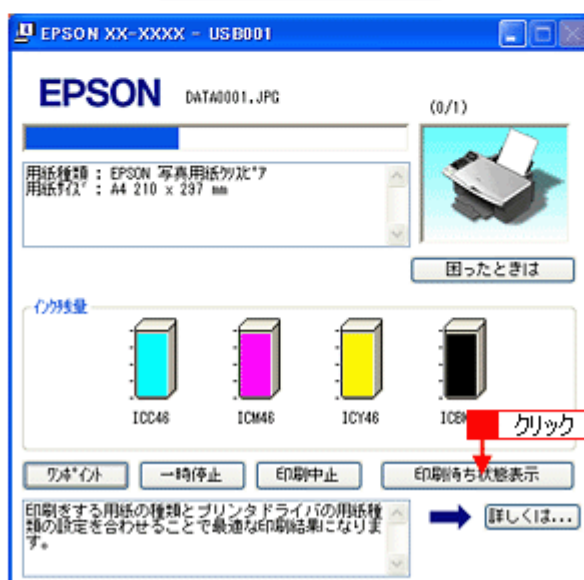 EPSON XX-XXXX - USB001
EPSON
DATA0001.JPG
(0/1)
用紙種類 : EPSON 写真用紙クリスピア
用紙サイズ : A4 210 x 297 mm
困ったときは
インク残量
ICC46
ICM46
ICY46
クリック
ワンポイント
一時停止
印刷中止
印刷待ち状態表示
印刷をする用紙の種類とプリンタドライバの用紙種
類の設定を合わせることで最適な印刷結果になりま
す。
詳しくは...